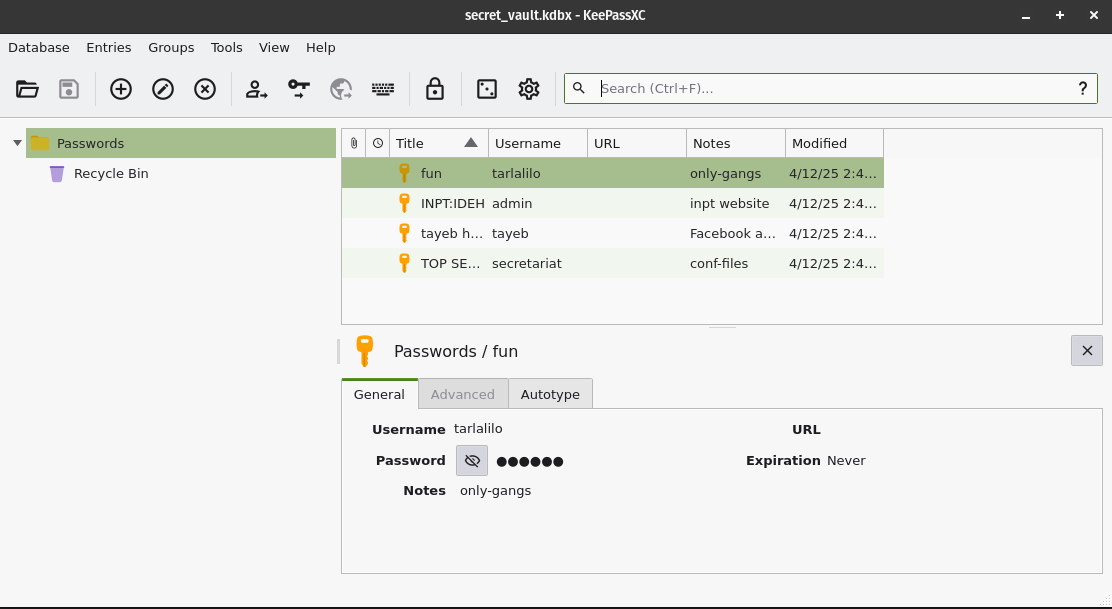 secret_vault.kdbx - KeePassXC
Database Entries Groups Tools View Help
Search (Ctrl+F)... ?
Passwords
Recycle Bin
Title Username URL Notes Modified
fun tarlalilo only-gangs 4/12/25 2:4...
INPT:IDEH admin inpt website 4/12/25 2:4...
tayeb h... tayeb Facebook a... 4/12/25 2:4...
TOP SE... secretariat conf-files 4/12/25 2:4...
Passwords / fun
General Advanced Autotype
Username tarlalilo URL
Password ●●●●●● Expiration Never
Notes only-gangs